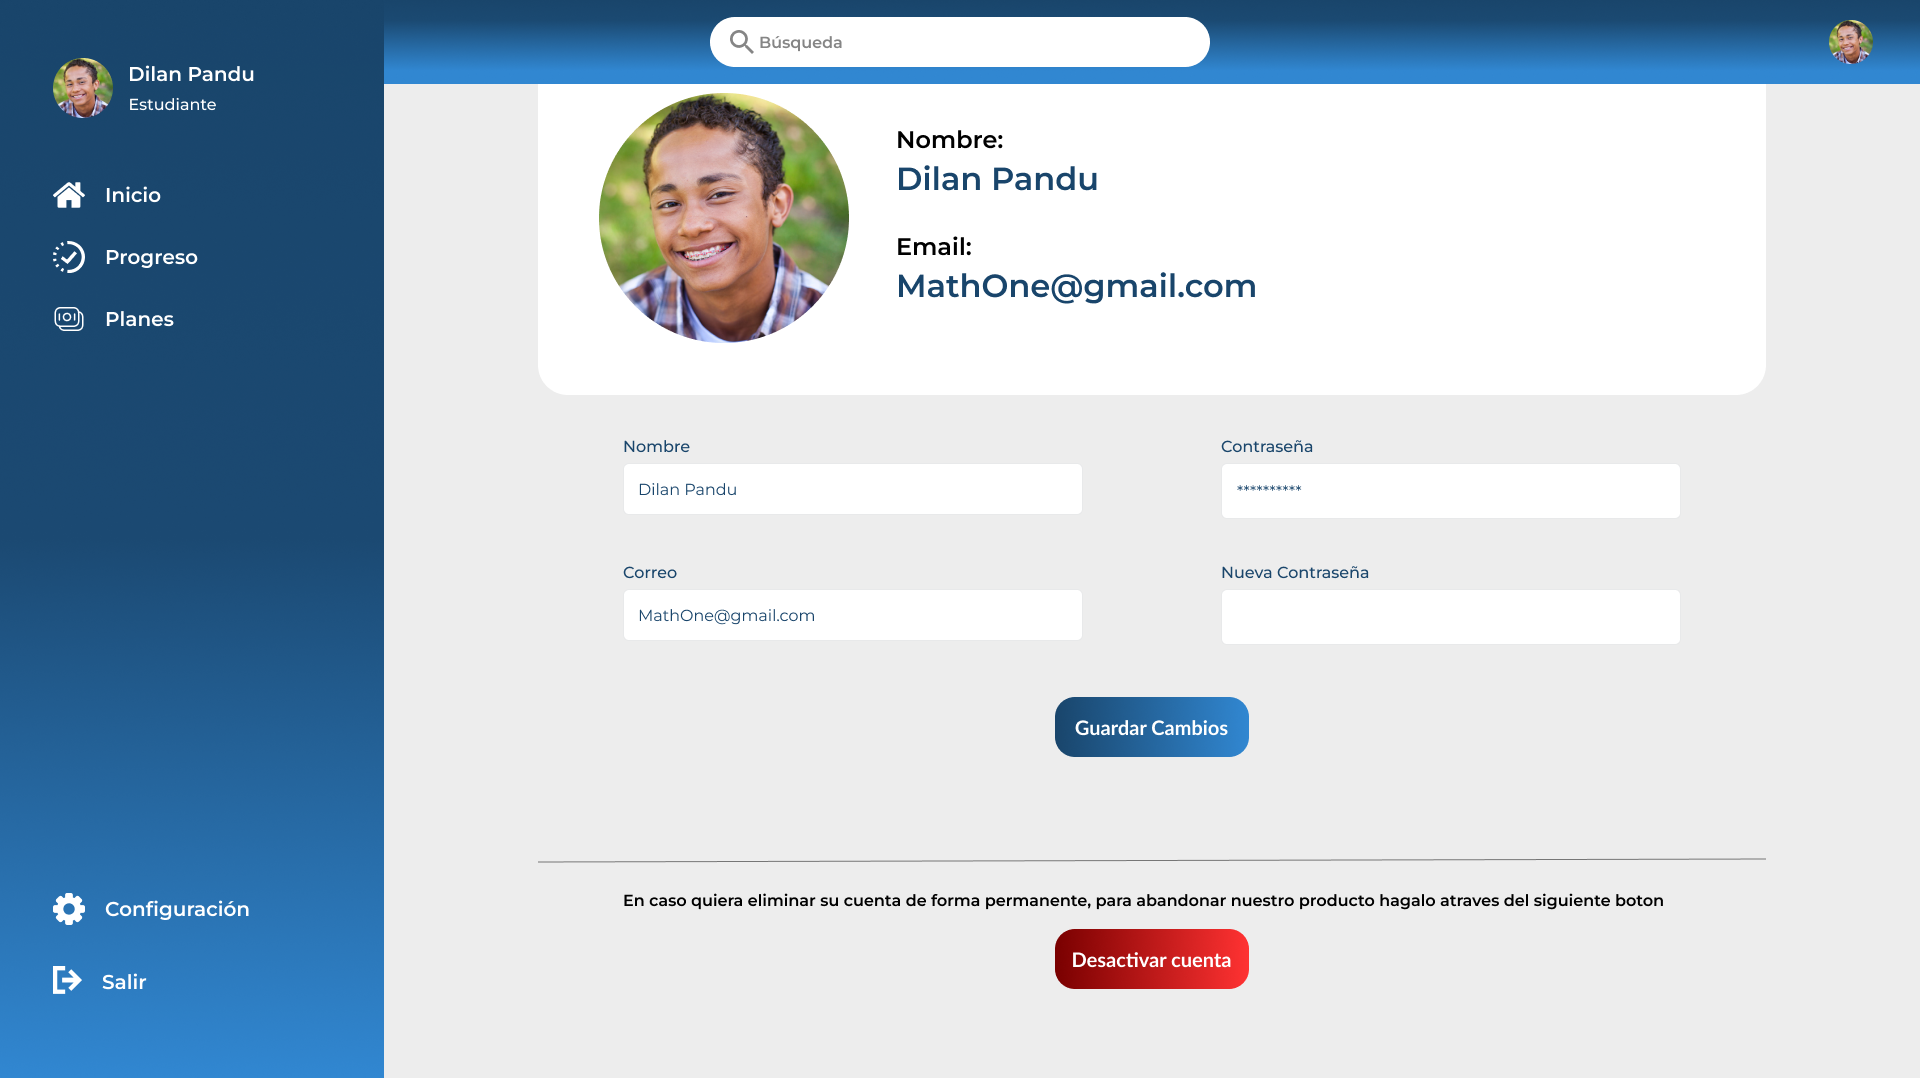 Dilan Pandu
Estudiante
Inicio
Progreso
Planes
Configuración
Salir
Búsqueda
Nombre:
Dilan Pandu
Email:
MathOne@gmail.com
Nombre
Dilan Pandu
Contraseña
**********
Correo
MathOne@gmail.com
Nueva Contraseña
Guardar Cambios
En caso quiera eliminar su cuenta de forma permanente, para abandonar nuestro producto hagalo atraves del siguiente boton
Desactivar cuenta